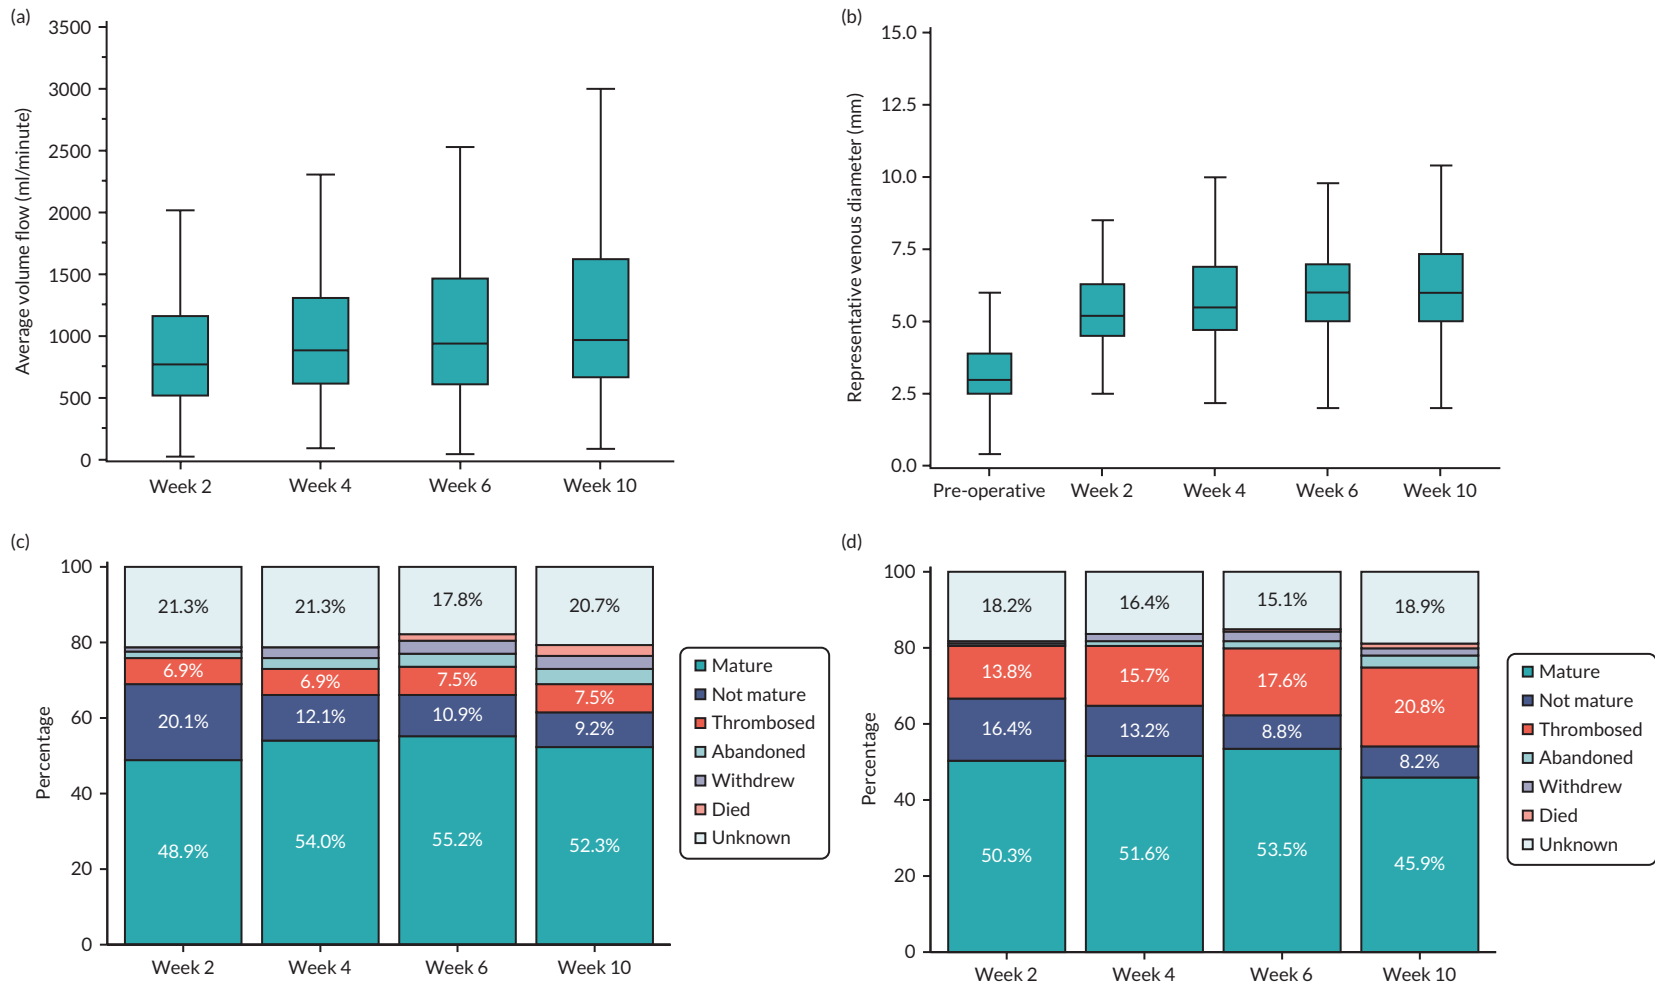 (a)
3500
3000
2500
2000
1500
1000
500
0
Average volume flow (ml/minute)
Week 2
Week 4
Week 6
Week 10
(b)
15.0
12.5
10.0
7.5
5.0
2.5
0.0
Representative venous diameter (mm)
Pre-operative
Week 2
Week 4
Week 6
Week 10
(c)
100
80
60
40
20
0
Percentage
21.3%
21.3%
17.8%
20.7%
6.9%
6.9%
7.5%
7.5%
20.1%
12.1%
10.9%
9.2%
48.9%
54.0%
55.2%
52.3%
Week 2
Week 4
Week 6
Week 10
Mature
Not mature
Thrombosed
Abandoned
Withdrew
Died
Unknown
(d)
100
80
60
40
20
0
Percentage
18.2%
16.4%
15.1%
18.9%
13.8%
15.7%
17.6%
20.8%
16.4%
13.2%
8.8%
8.2%
50.3%
51.6%
53.5%
45.9%
Week 2
Week 4
Week 6
Week 10
Mature
Not mature
Thrombosed
Abandoned
Withdrew
Died
Unknown